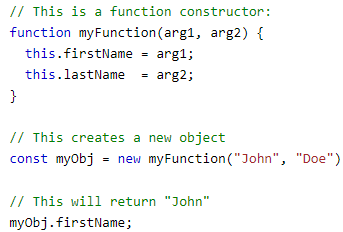 // This is a function constructor:
function myFunction(arg1, arg2) {
  this.firstName = arg1;
  this.lastName  = arg2;
}

// This creates a new object
const myObj = new myFunction("John", "Doe")

// This will return "John"
myObj.firstName;